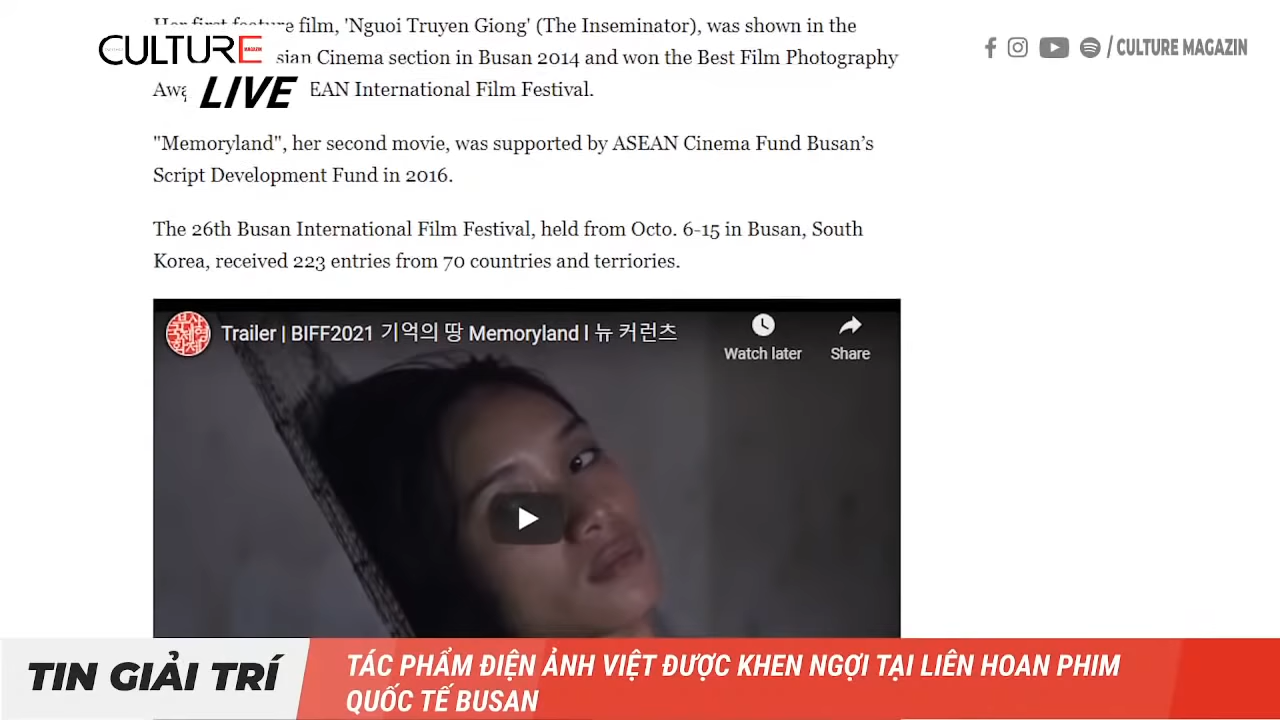 Her first feature film, 'Nguoi Truyen Giong' (The Inseminator), was shown in the
CULTURE
sian Cinema section in Busan 2014 and won the Best Film Photography
LIVE
EAN International Film Festival.
"Memoryland", her second movie, was supported by ASEAN Cinema Fund Busan's
Script Development Fund in 2016.
The 26th Busan International Film Festival, held from Octo. 6-15 in Busan, South
Korea, received 223 entries from 70 countries and terriories.
/ CULTURE MAGAZIN
Trailer | BIFF2021 기억의 땅 Memoryland l 뉴 커런츠
Watch later
Share
TIN GIẢI TRÍ
TÁC PHẨM ĐIỆN ẢNH VIỆT ĐƯỢC KHEN NGỢI TẠI LIÊN HOAN PHIM
QUỐC TẾ BUSAN